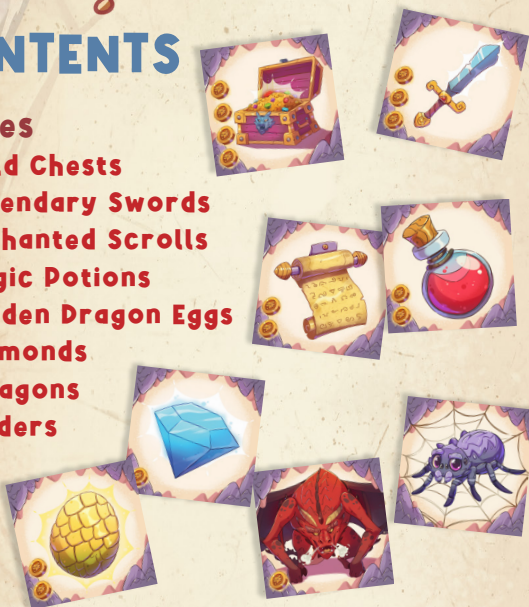 NTENTS
es
d Chests
endary Swords
hanted Scrolls
gic Potions
den Dragon Eggs
monds
agons
ders